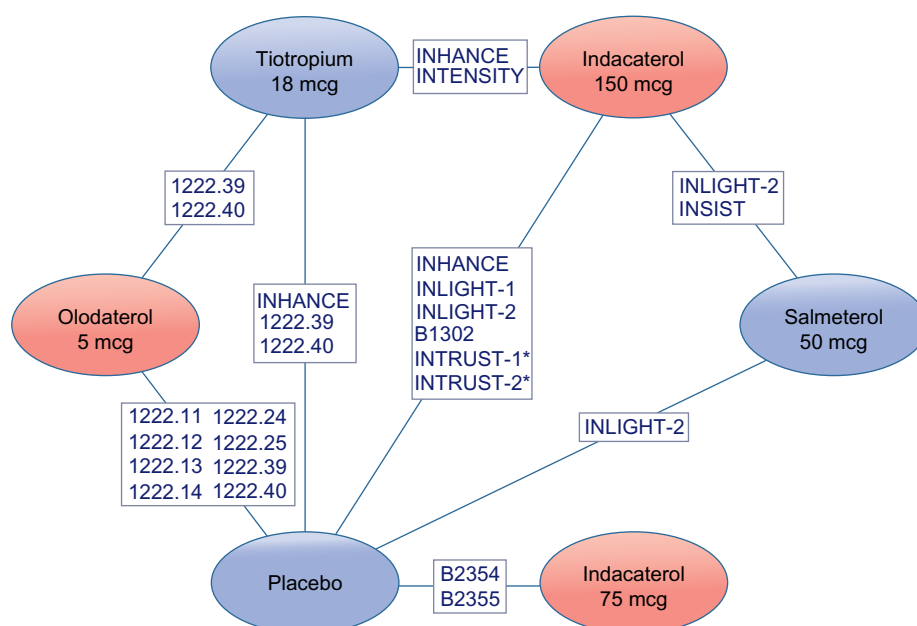 Tiotropium
18 mcg
INHANCE
INTENSITY
Indacaterol
150 mcg
1222.39
1222.40
INLIGHT-2
INSIST
Olodaterol
5 mcg
INHANCE
1222.39
1222.40
INHANCE
INLIGHT-1
INLIGHT-2
B1302
INTRUST-1*
INTRUST-2*
Salmeterol
50 mcg
1222.11 1222.24
1222.12 1222.25
1222.13 1222.39
1222.14 1222.40
INLIGHT-2
Placebo
B2354
B2355
Indacaterol
75 mcg